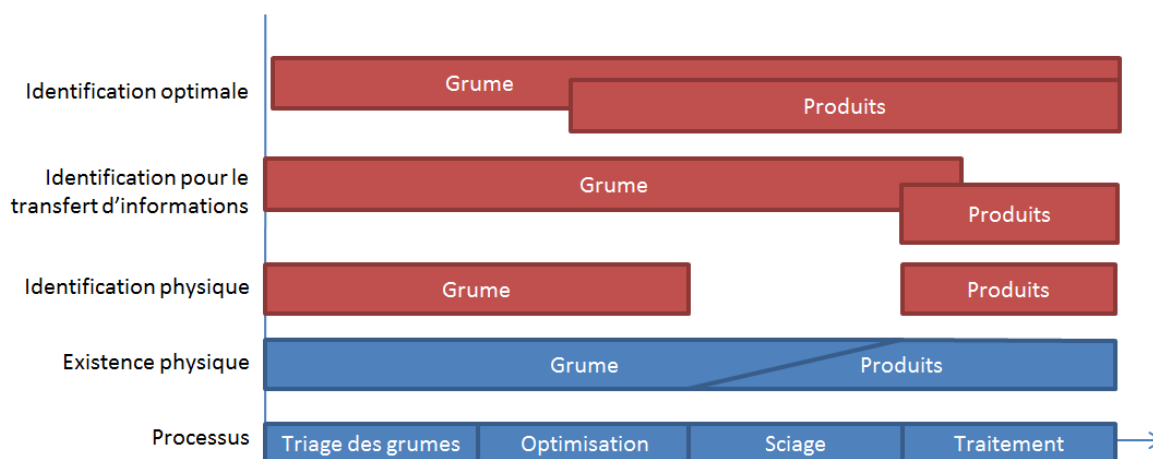 Identification optimale
Grume
Produits
Identification pour le
transfert d'informations
Grume
Produits
Identification physique
Grume
Produits
Existence physique
Grume
Produits
Processus
Triage des grumes
Optimisation
Sciage
Traitement